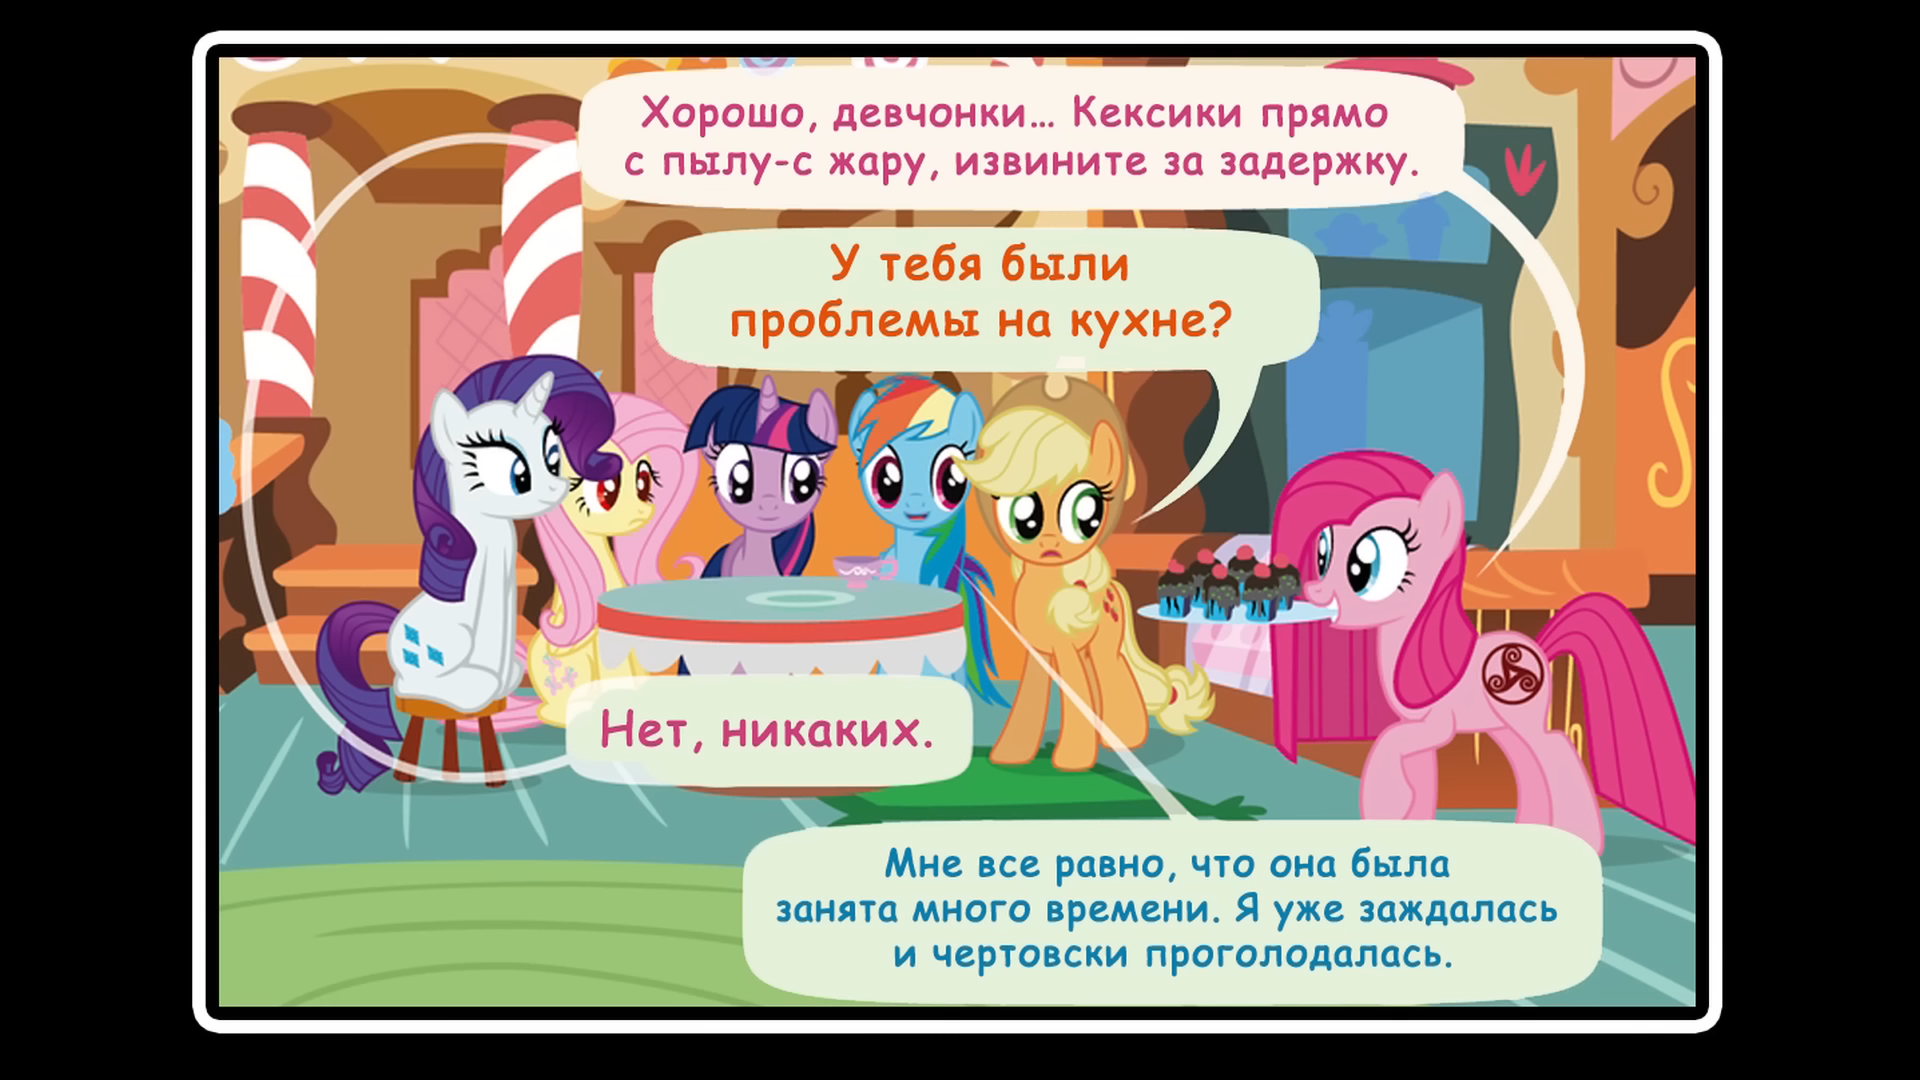 Хорошо, девчонки... Кексики прямо
с пылу-с жару, извините за задержку.
У тебя были
проблемы на кухне?
Нет, никаких.
Мне все равно, что она была
занята много времени. Я уже заждалась
и чертовски проголодалась.